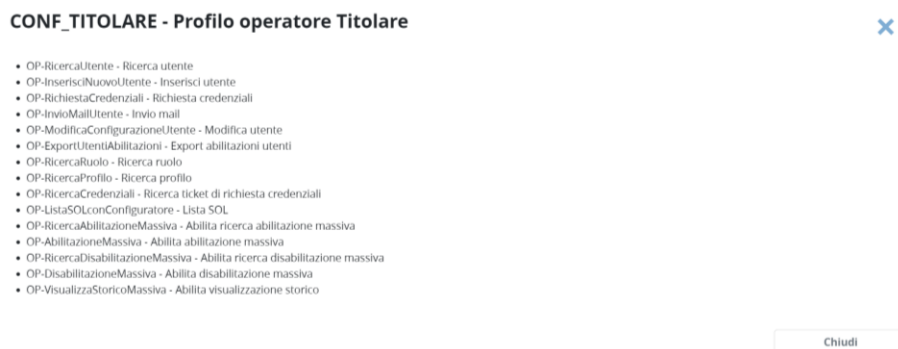 CONF_TITOLARE - Profilo operatore Titolare
• OP-RicercaUtente - Ricerca utente
• OP-InserisciNuovoUtente - Inserisci utente
• OP-RichiestaCredenziali - Richiesta credenziali
• OP-InvioMailUtente - Invio mail
• OP-ModificaConfigurazioneUtente - Modifica utente
• OP-ExportUtentiAbilitazioni - Export abilitazioni utenti
• OP-RicercaRuolo - Ricerca ruolo
• OP-RicercaProfilo - Ricerca profilo
• OP-RicercaCredenziali - Ricerca ticket di richiesta credenziali
• OP-ListaSOLconConfiguratore - Lista SOL
• OP-RicercaAbilitazioneMassiva - Abilita ricerca abilitazione massiva
• OP-AbilitazioneMassiva - Abilita abilitazione massiva
• OP-RicercaDisabilitazioneMassiva - Abilita ricerca disabilitazione massiva
• OP-DisabilitazioneMassiva - Abilita disabilitazione massiva
• OP-VisualizzaStoricoMassiva - Abilita visualizzazione storico
Chiudi